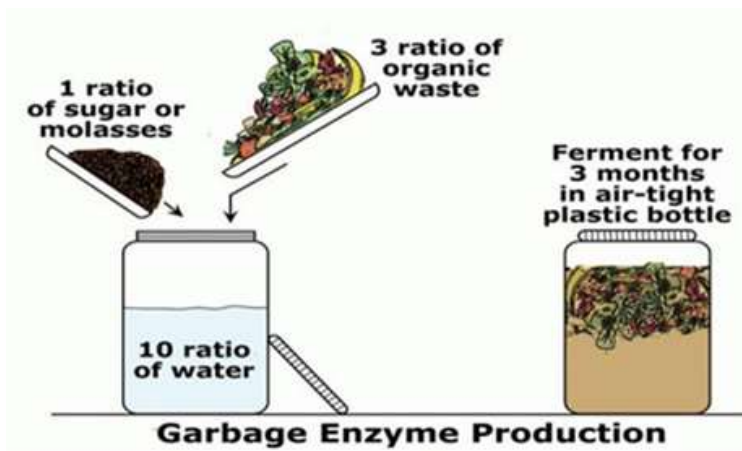 1 ratio
of sugar or
molasses
3 ratio of
organic
waste
10 ratio
of water
Ferment for
3 months
in air-tight
plastic bottle
Garbage Enzyme Production